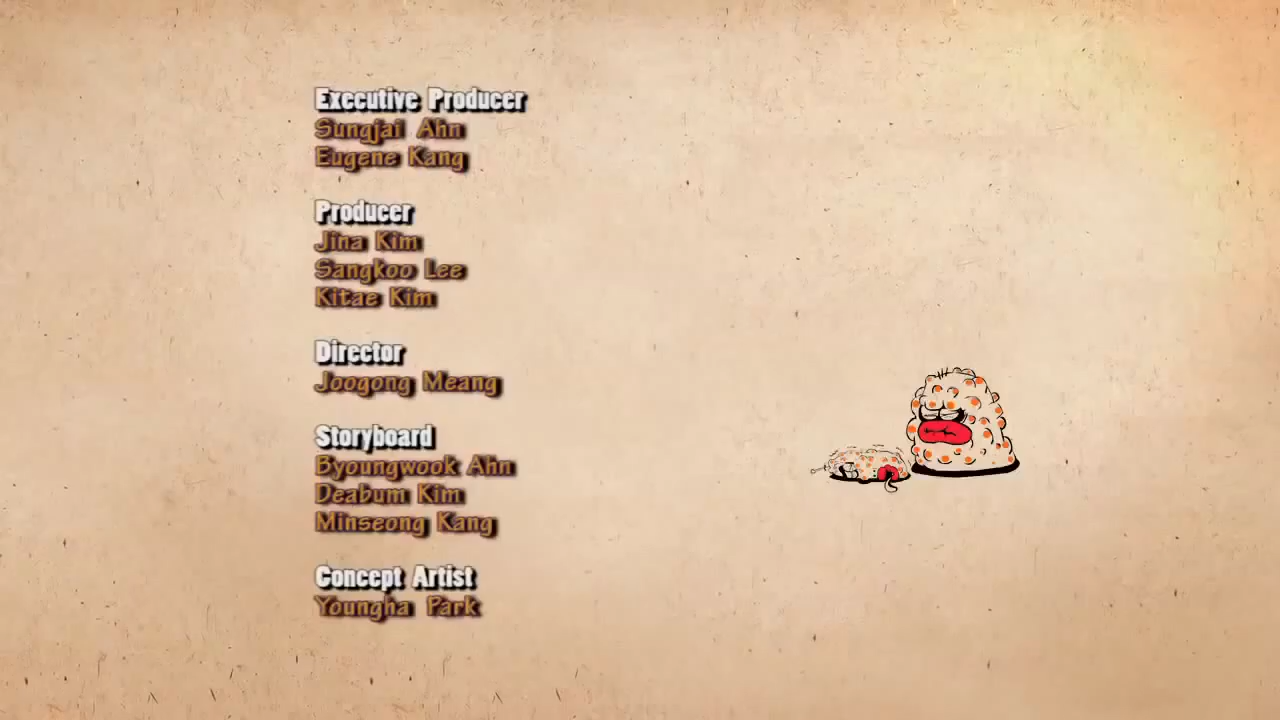 Executive Producer
Sungjai Ahn
Eugene Kang
Producer
Jina Kim
Sangkoo Lee
Kitae Kim
Director
Joogong Meang
Storyboard
Byoungwook Ahn
Deabum Kim
Minseong Kang
Concept Artist
Youngha Park